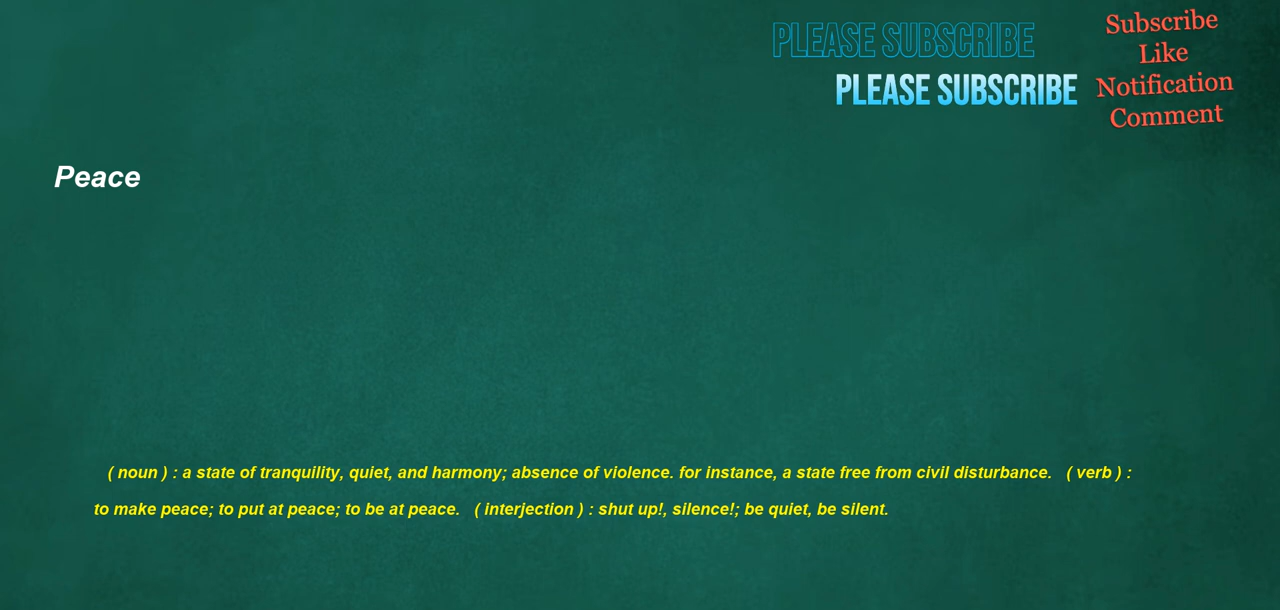 PLEASE SUBSCRIBE
PLEASE SUBSCRIBE
Subscribe
Like
Notification
Comment
Peace
( noun ) : a state of tranquility, quiet, and harmony; absence of violence. for instance, a state free from civil disturbance. ( verb ) :
to make peace; to put at peace; to be at peace. ( interjection ) : shut up!, silence!; be quiet, be silent.